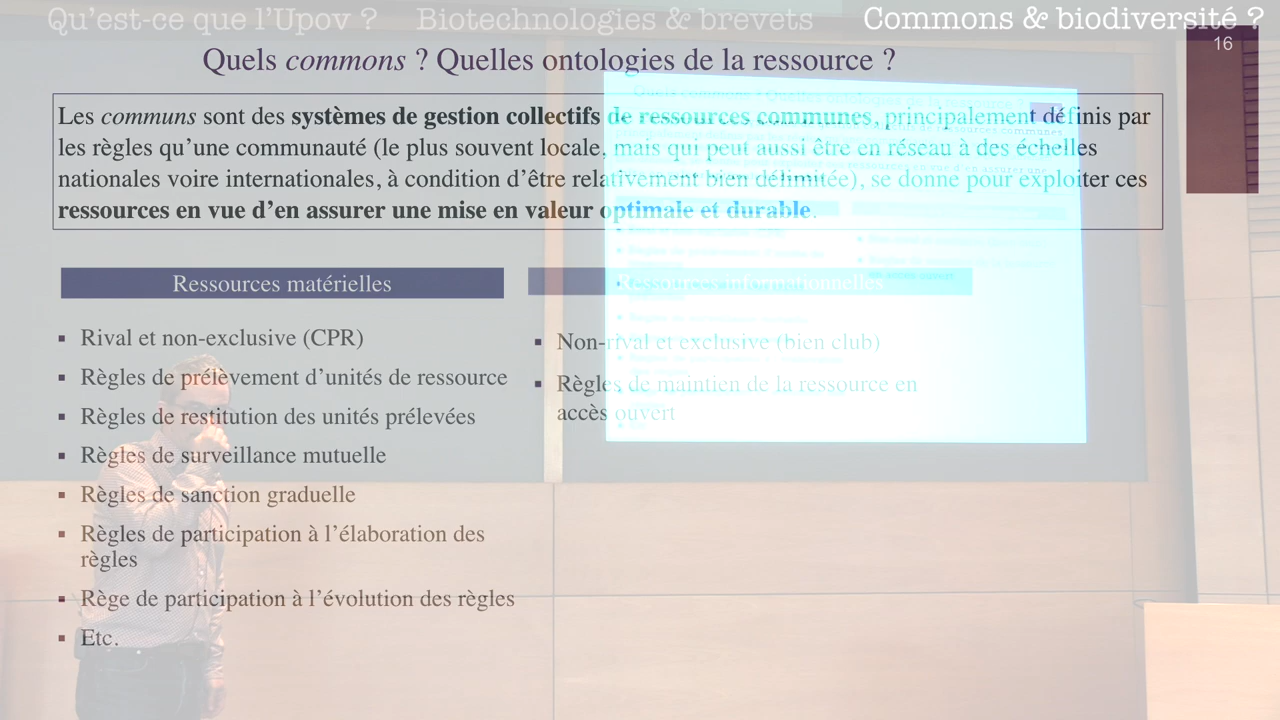 Qu'est-ce que l'Upov ? Biotechnologies & brevets Commons & biodiversité ?
16
Quels commons ? Quelles ontologies de la ressource ?
Les communs sont des systèmes de gestion collectifs de ressources communes, principalement définis par
les règles qu'une communauté (le plus souvent locale, mais qui peut aussi être en réseau à des échelles
nationales voire internationales, à condition d'être relativement bien délimitée), se donne pour exploiter ces
ressources en vue d'en assurer une mise en valeur optimale et durable.
Ressources matérielles
▪ Rival et non-exclusive (CPR)
▪ Règles de prélèvement d'unités de ressource
▪ Règles de restitution des unités prélevées
▪ Règles de surveillance mutuelle
▪ Règles de sanction graduelle
▪ Règles de participation à l'élaboration des
règles
▪ Rège de participation à l'évolution des règles
▪ Etc.
Ressources informationnelles
▪ Non-rival et exclusive (bien club)
▪ Règles de maintien de la ressource en
accès ouvert